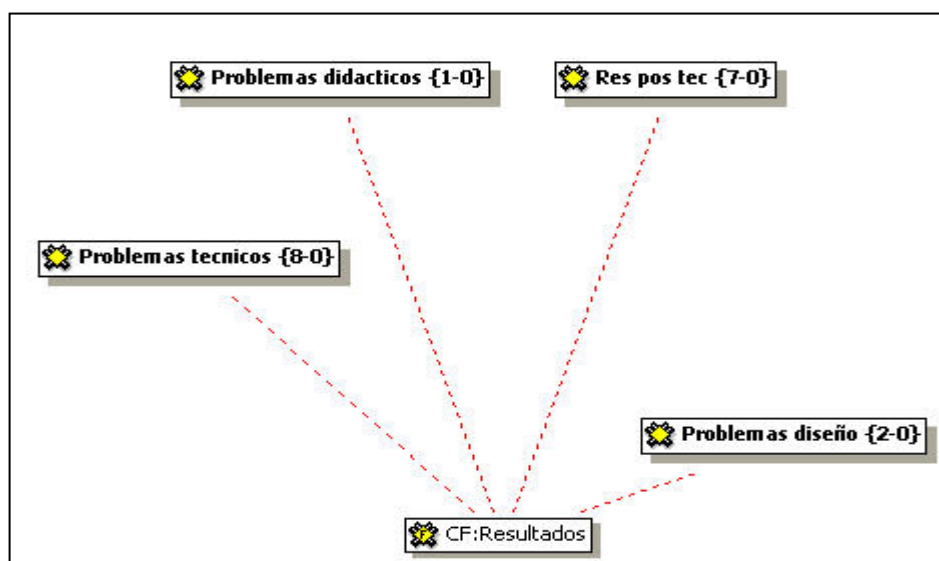 Problemas didacticos {1-0}
Res pos tec {7-0}
Problemas tecnicos {8-0}
Problemas diseño {2-0}
CF:Resultados